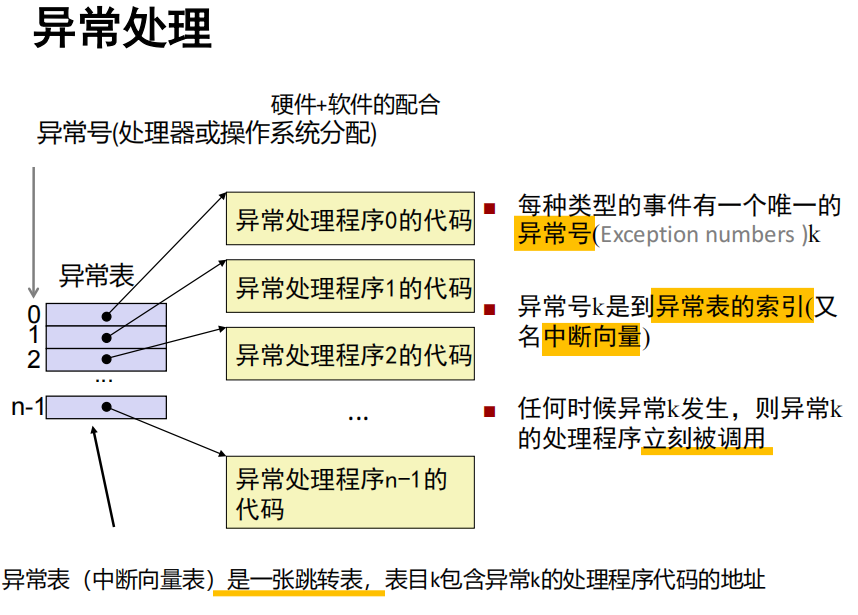 异常处理
硬件+软件的配合
异常号(处理器或操作系统分配)
异常表
0
1
2
...
n-1
异常处理程序0的代码
异常处理程序1的代码
异常处理程序2的代码
...
异常处理程序n-1的
代码
每种类型的事件有一个唯一的
异常号(Exception numbers )k
异常号k是到异常表的索引(又
名中断向量)
任何时候异常k发生，则异常k
的处理程序立刻被调用
异常表（中断向量表）是一张跳转表，表目k包含异常k的处理程序代码的地址